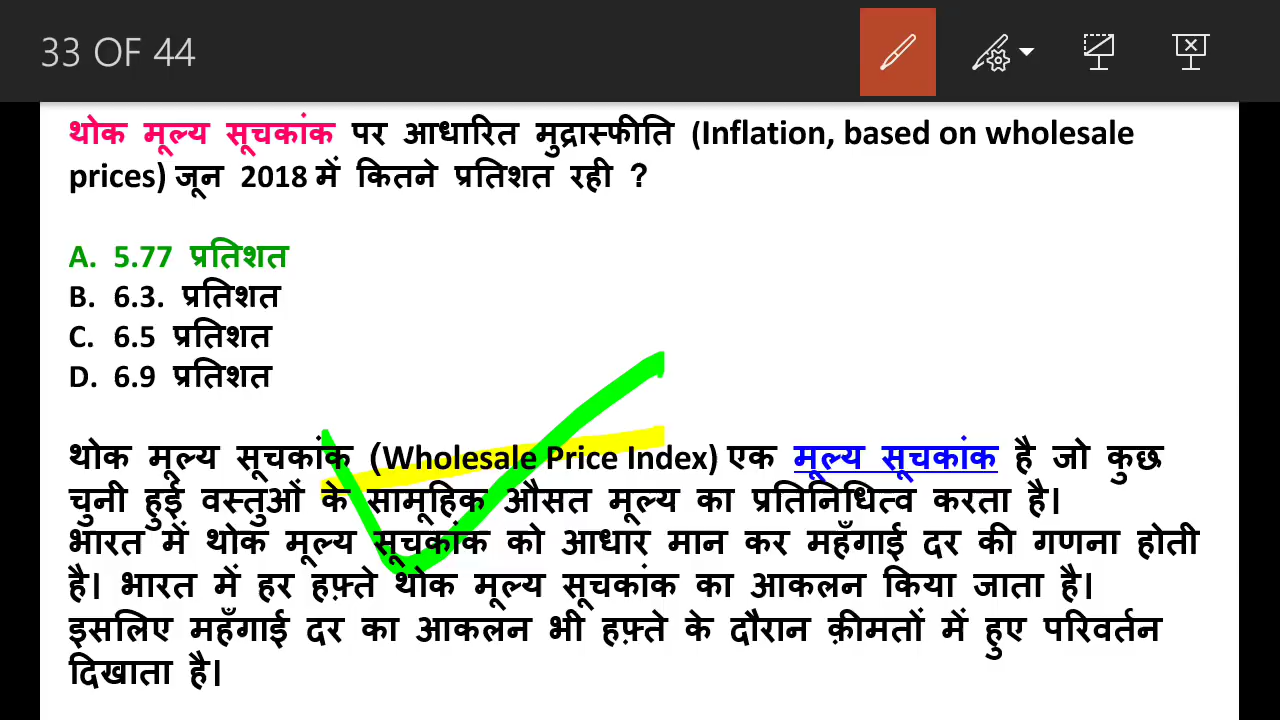 33 OF 44
थोक मूल्य सूचकांक पर आधारित मुद्रास्फीति (Inflation, based on wholesale
prices) जून 2018 में कितने प्रतिशत रही ?
A. 5.77 प्रतिशत
B. 6.3. प्रतिशत
C. 6.5 प्रतिशत
D. 6.9 प्रतिशत
थोक मूल्य सूचकांक (Wholesale Price Index) एक मूल्य सूचकांक है जो कुछ
चुनी हुई वस्तुओं के सामूहिक औसत मूल्य का प्रतिनिधित्व करता है।
भारत में थोक मूल्य सूचकांक को आधार मान कर महँगाई दर की गणना होती
है। भारत में हर हफ़्ते थोक मूल्य सूचकांक का आकलन किया जाता है।
इसलिए महँगाई दर का आकलन भी हफ़्ते के दौरान क़ीमतों में हुए परिवर्तन
दिखाता है।